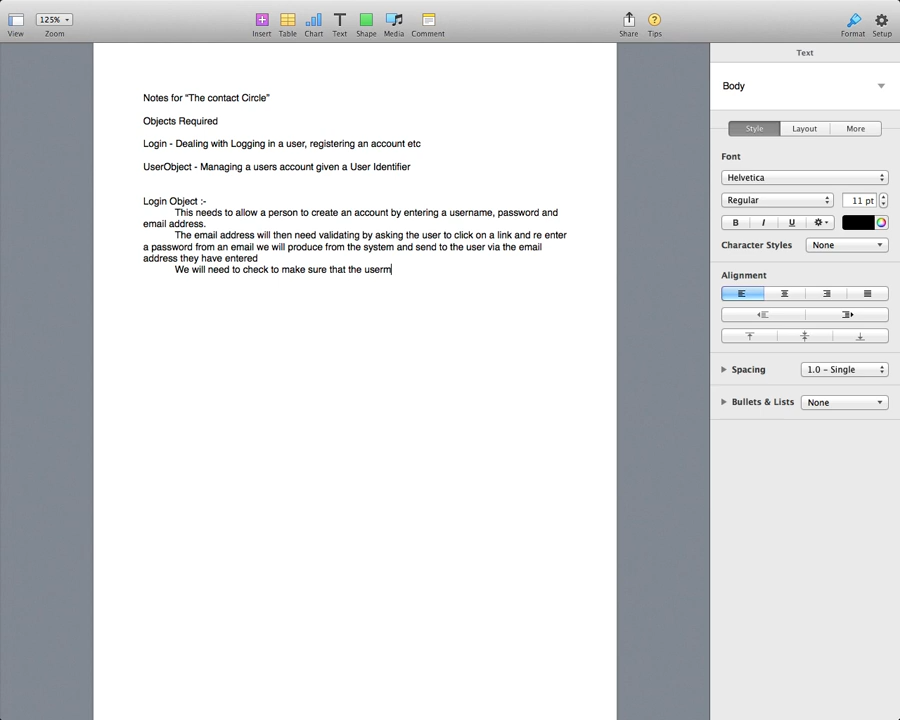 125%
View
Zoom
Insert
Table
Chart
Text
Shape
Media
Comment
Share
Tips
Format
Setup
Notes for "The contact Circle"
Objects Required
Login - Dealing with Logging in a user, registering an account etc
UserObject - Managing a users account given a User Identifier
Login Object :-
This needs to allow a person to create an account by entering a username, password and
email address.
The email address will then need validating by asking the user to click on a link and re enter
a password from an email we will produce from the system and send to the user via the email
address they have entered
We will need to check to make sure that the userm
Text
Body
Style
Layout
More
Font
Helvetica
Regular
11 pt
B I U
Character Styles
None
Alignment
Spacing
1.0 – Single
Bullets & Lists
None